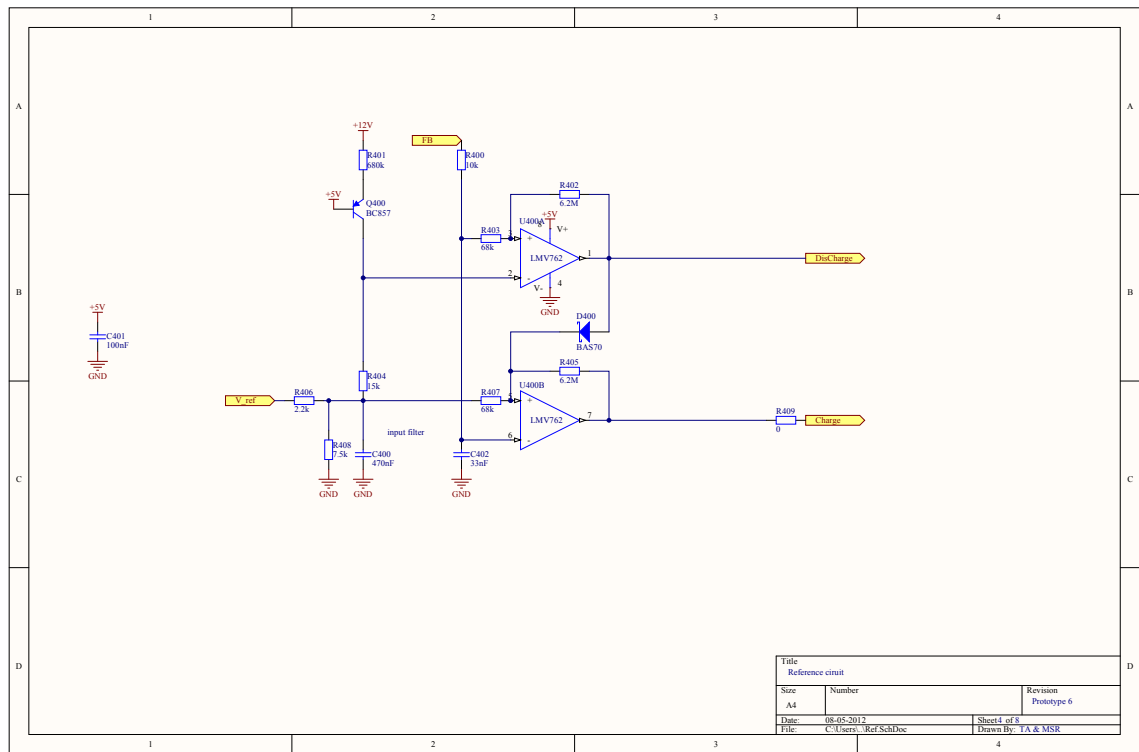 1
2
3
4
A
A
+12V
FB
R401
680k
R400
10k
+5V
Q400
BC857
R402
6.2M
+5V
U400A
8
V+
R403
68k
3
+
LMV762
1
DisCharge
2
-
V-
4
GND
B
B
+5V
C401
100nF
GND
D400
BAS70
R404
15k
R405
6.2M
U400B
V_ref
R406
2.2k
R407
68k
5
+
LMV762
7
R409
0
Charge
input filter
6
-
R408
7.5k
C400
470nF
C402
33nF
GND
GND
GND
C
C
D
D
Title
Reference ciruit
Size
Number
Revision
A4
Prototype 6
Date:
08-05-2012
Sheet4 of 8
File:
C:\Users\..\Ref.SchDoc
Drawn By: TA & MSR
1
2
3
4